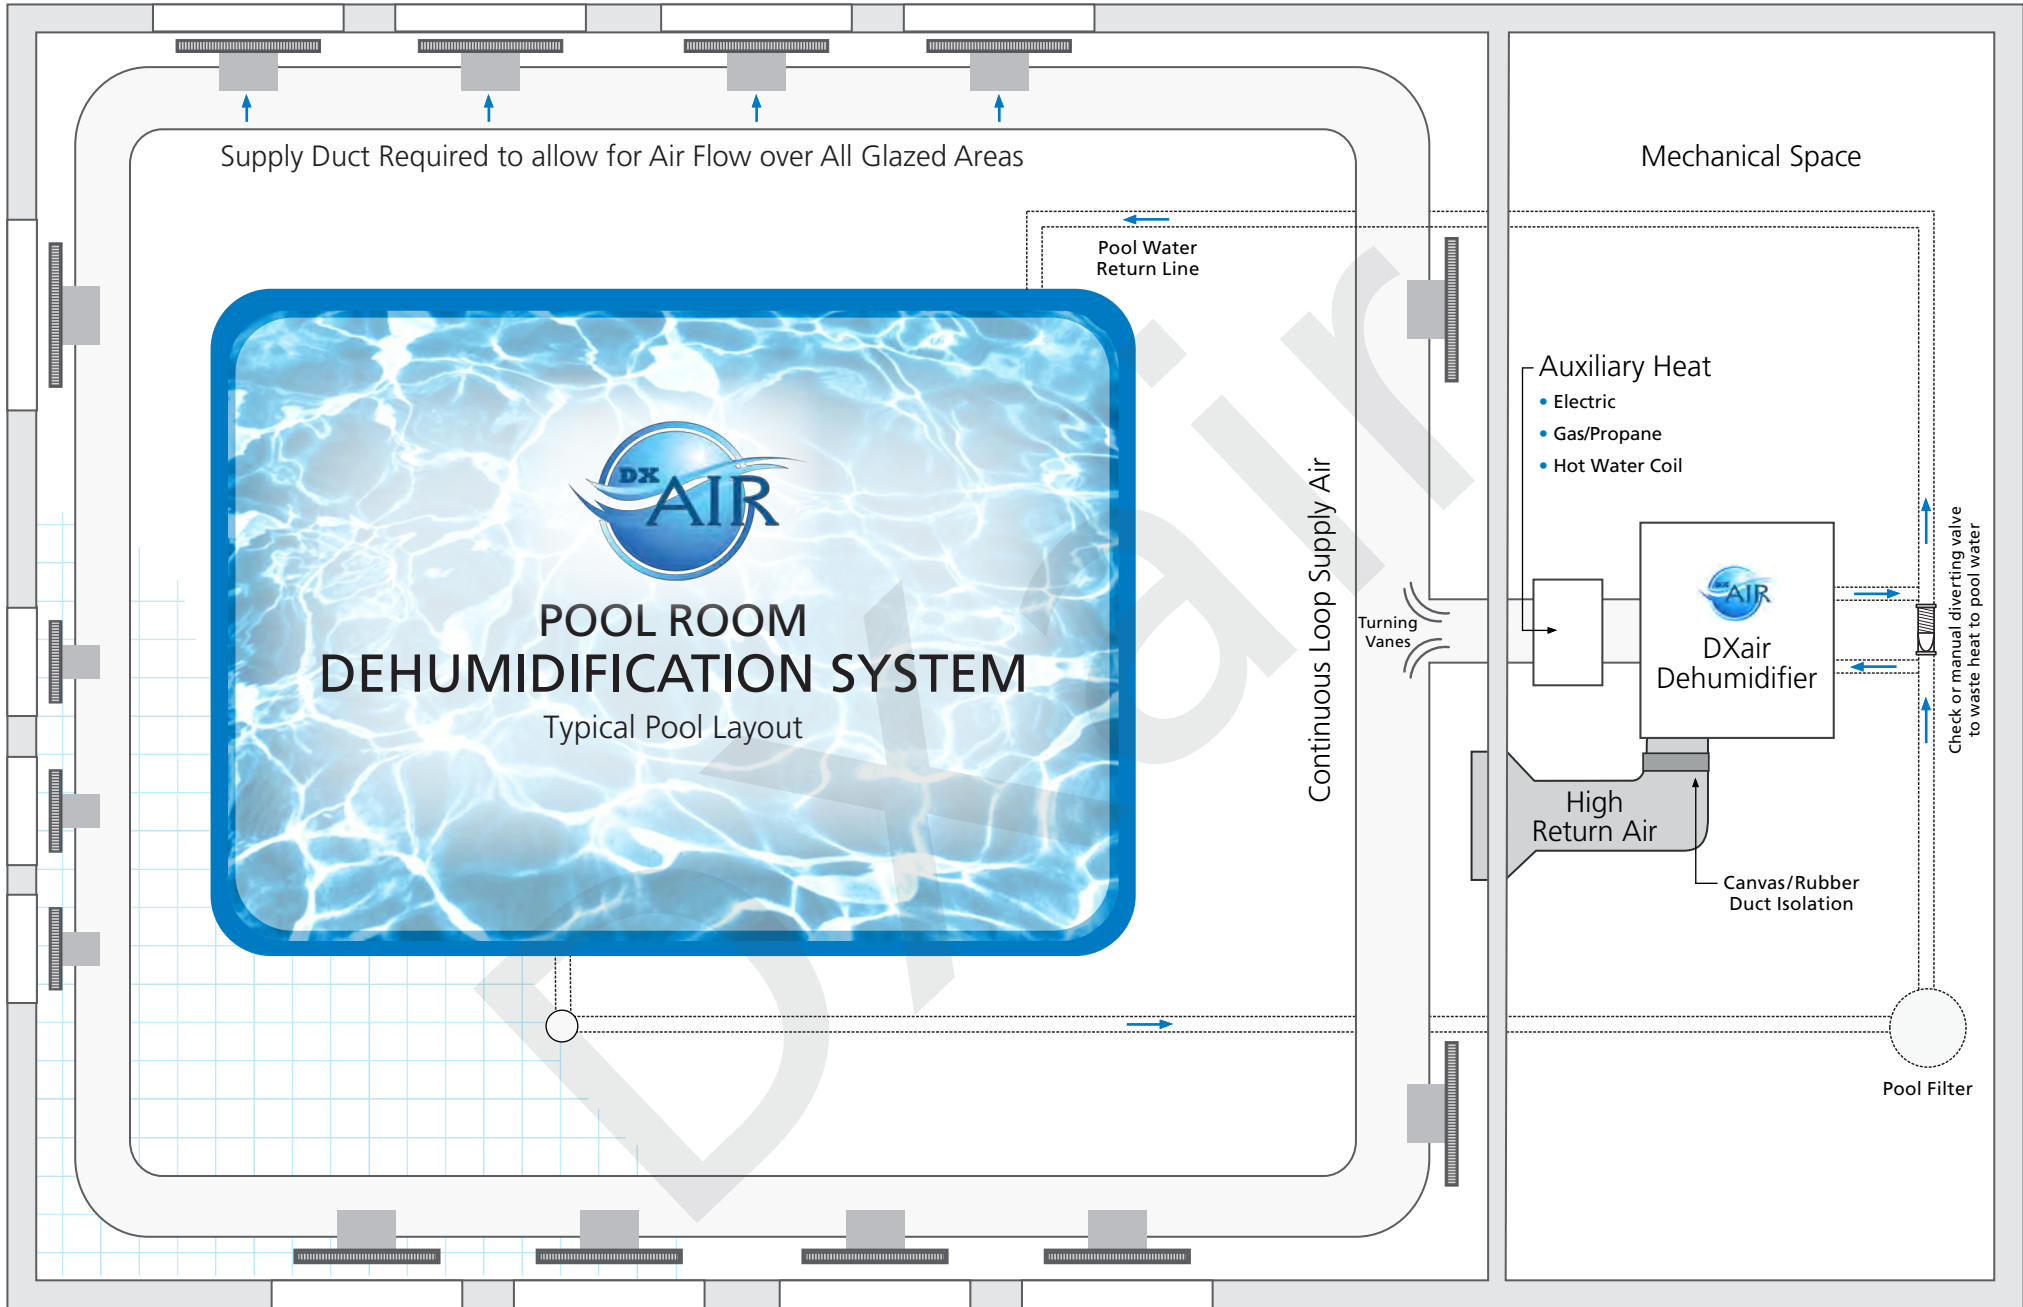 Supply Duct Required to allow for Air Flow over All Glazed Areas
Mechanical Space
Pool Water
Return Line
Auxiliary Heat
• Electric
• Gas/Propane
• Hot Water Coil
DX
AIR
POOL ROOM
DEHUMIDIFICATION SYSTEM
Typical Pool Layout
Continuous Loop Supply Air
Turning
Vanes
DX
AIR
DXair
Dehumidifier
Check or manual diverting valve
to waste heat to pool water
High
Return Air
Canvas/Rubber
Duct Isolation
Pool Filter
DXair